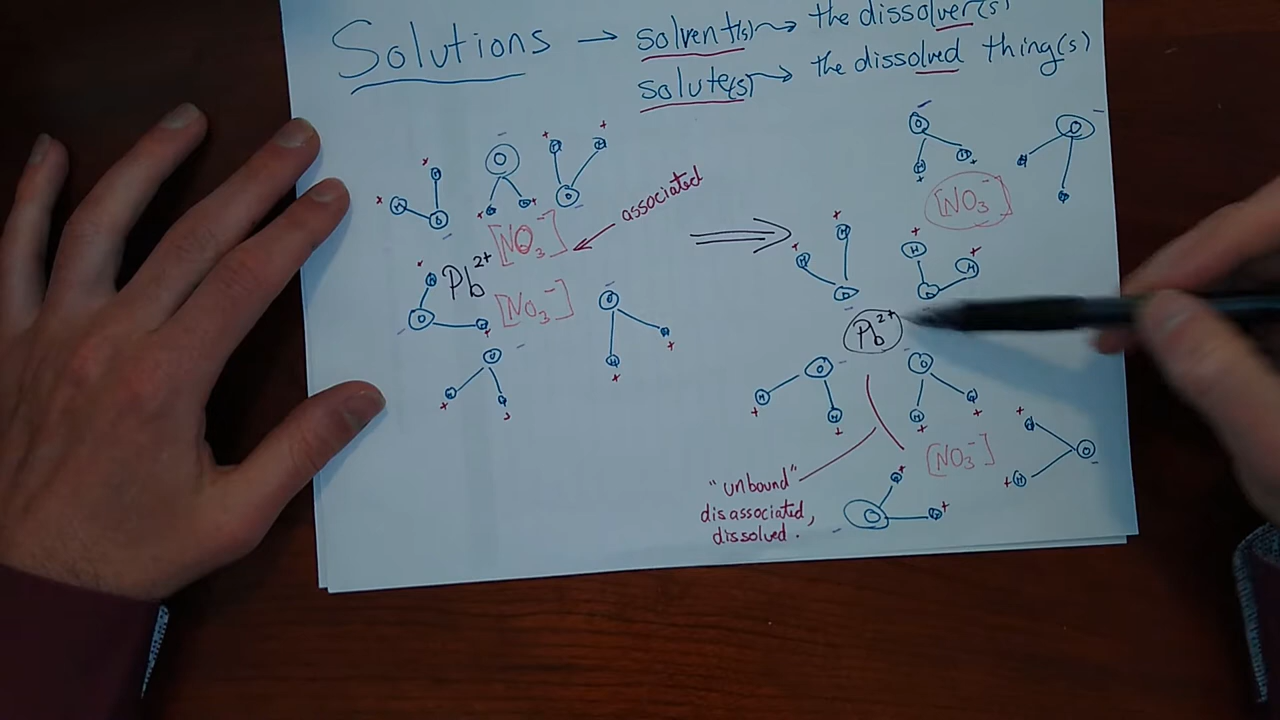 Solutions → solvent(s) → the dissolver(s)
solute(s) → the dissolved thing(s)
associated
[NO₃⁻]
Pb²⁺
[NO₃⁻]
[NO₃⁻]
Pb²⁺
[NO₃⁻]
"unbound"
disassociated,
dissolved.